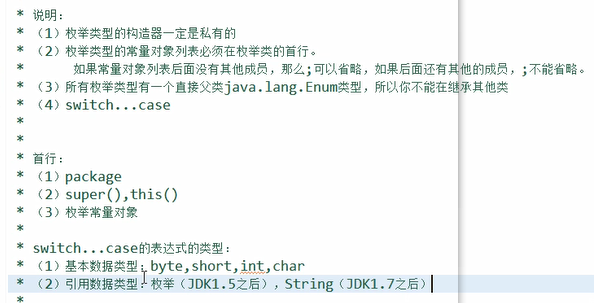 * 说明：
* （1）枚举类型的构造器一定是私有的
* （2）枚举类型的常量对象列表必须在枚举类的首行。
* 如果常量对象列表后面没有其他成员，那么;可以省略，如果后面还有其他的成员，;不能省略。
* （3）所有枚举类型有一个直接父类java.lang.Enum类型，所以你不能在继承其他类
* （4）switch...case
*
*
* 首行：
* （1）package
* （2）super(),this()
* （3）枚举常量对象
*
* switch...case的表达式的类型：
* （1）基本数据类型：byte,short,int,char
* （2）引用数据类型：枚举（JDK1.5之后），String（JDK1.7之后）
*